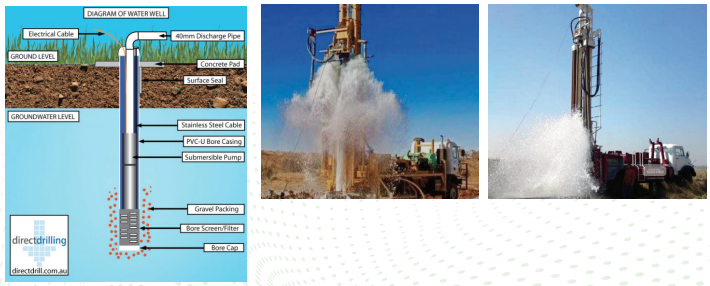 DIAGRAM OF WATER WELL
Electrical Cable
40mm Discharge Pipe
GROUND LEVEL
Concrete Pad
Surface Seal
GROUNDWATER LEVEL
Stainless Steel Cable
PVC-U Bore Casing
Submersible Pump
Gravel Packing
Bore Screen/Filter
Bore Cap
directdrilling
directdrill.com.au